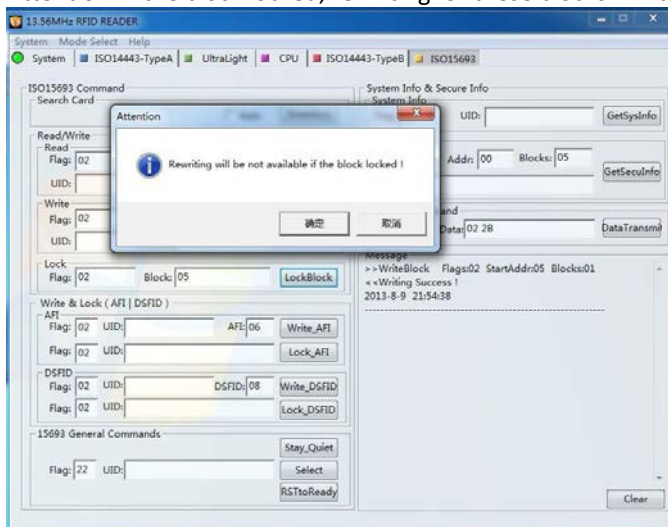 13.56MHz RFID READER
System Mode Select Help
System ISO14443-TypeA UltraLight CPU ISO14443-TypeB ISO15693
ISO15693 Command
Search Card
Read/Write
Read
Flag: 02
UID:
Write
Flag: 02
UID:
Lock
Flag: 02 Block: 05 LockBlock
Write & Lock ( AFI | DSFID )
AFI
Flag: 02 UID: AFI: 06 Write_AFI
Flag: 02 UID: Lock_AFI
DSFID
Flag: 02 UID: DSFID: 08 Write_DSFID
Flag: 02 UID: Lock_DSFID
15693 General Commands
Stay_Quiet
Flag: 22 UID: Select
RSTtoReady
Attention
Rewriting will be not available if the block locked !
确定 取消
System Info & Secure Info
System Info
UID: GetSysInfo
Addr: 00 Blocks: 05
GetSecuInfo
Data: 02 2B DataTransmit
Message
>>WriteBlock Flags:02 StartAddr:05 Blocks:01
<<Writing Success !
2013-8-9 21:54:38
Clear